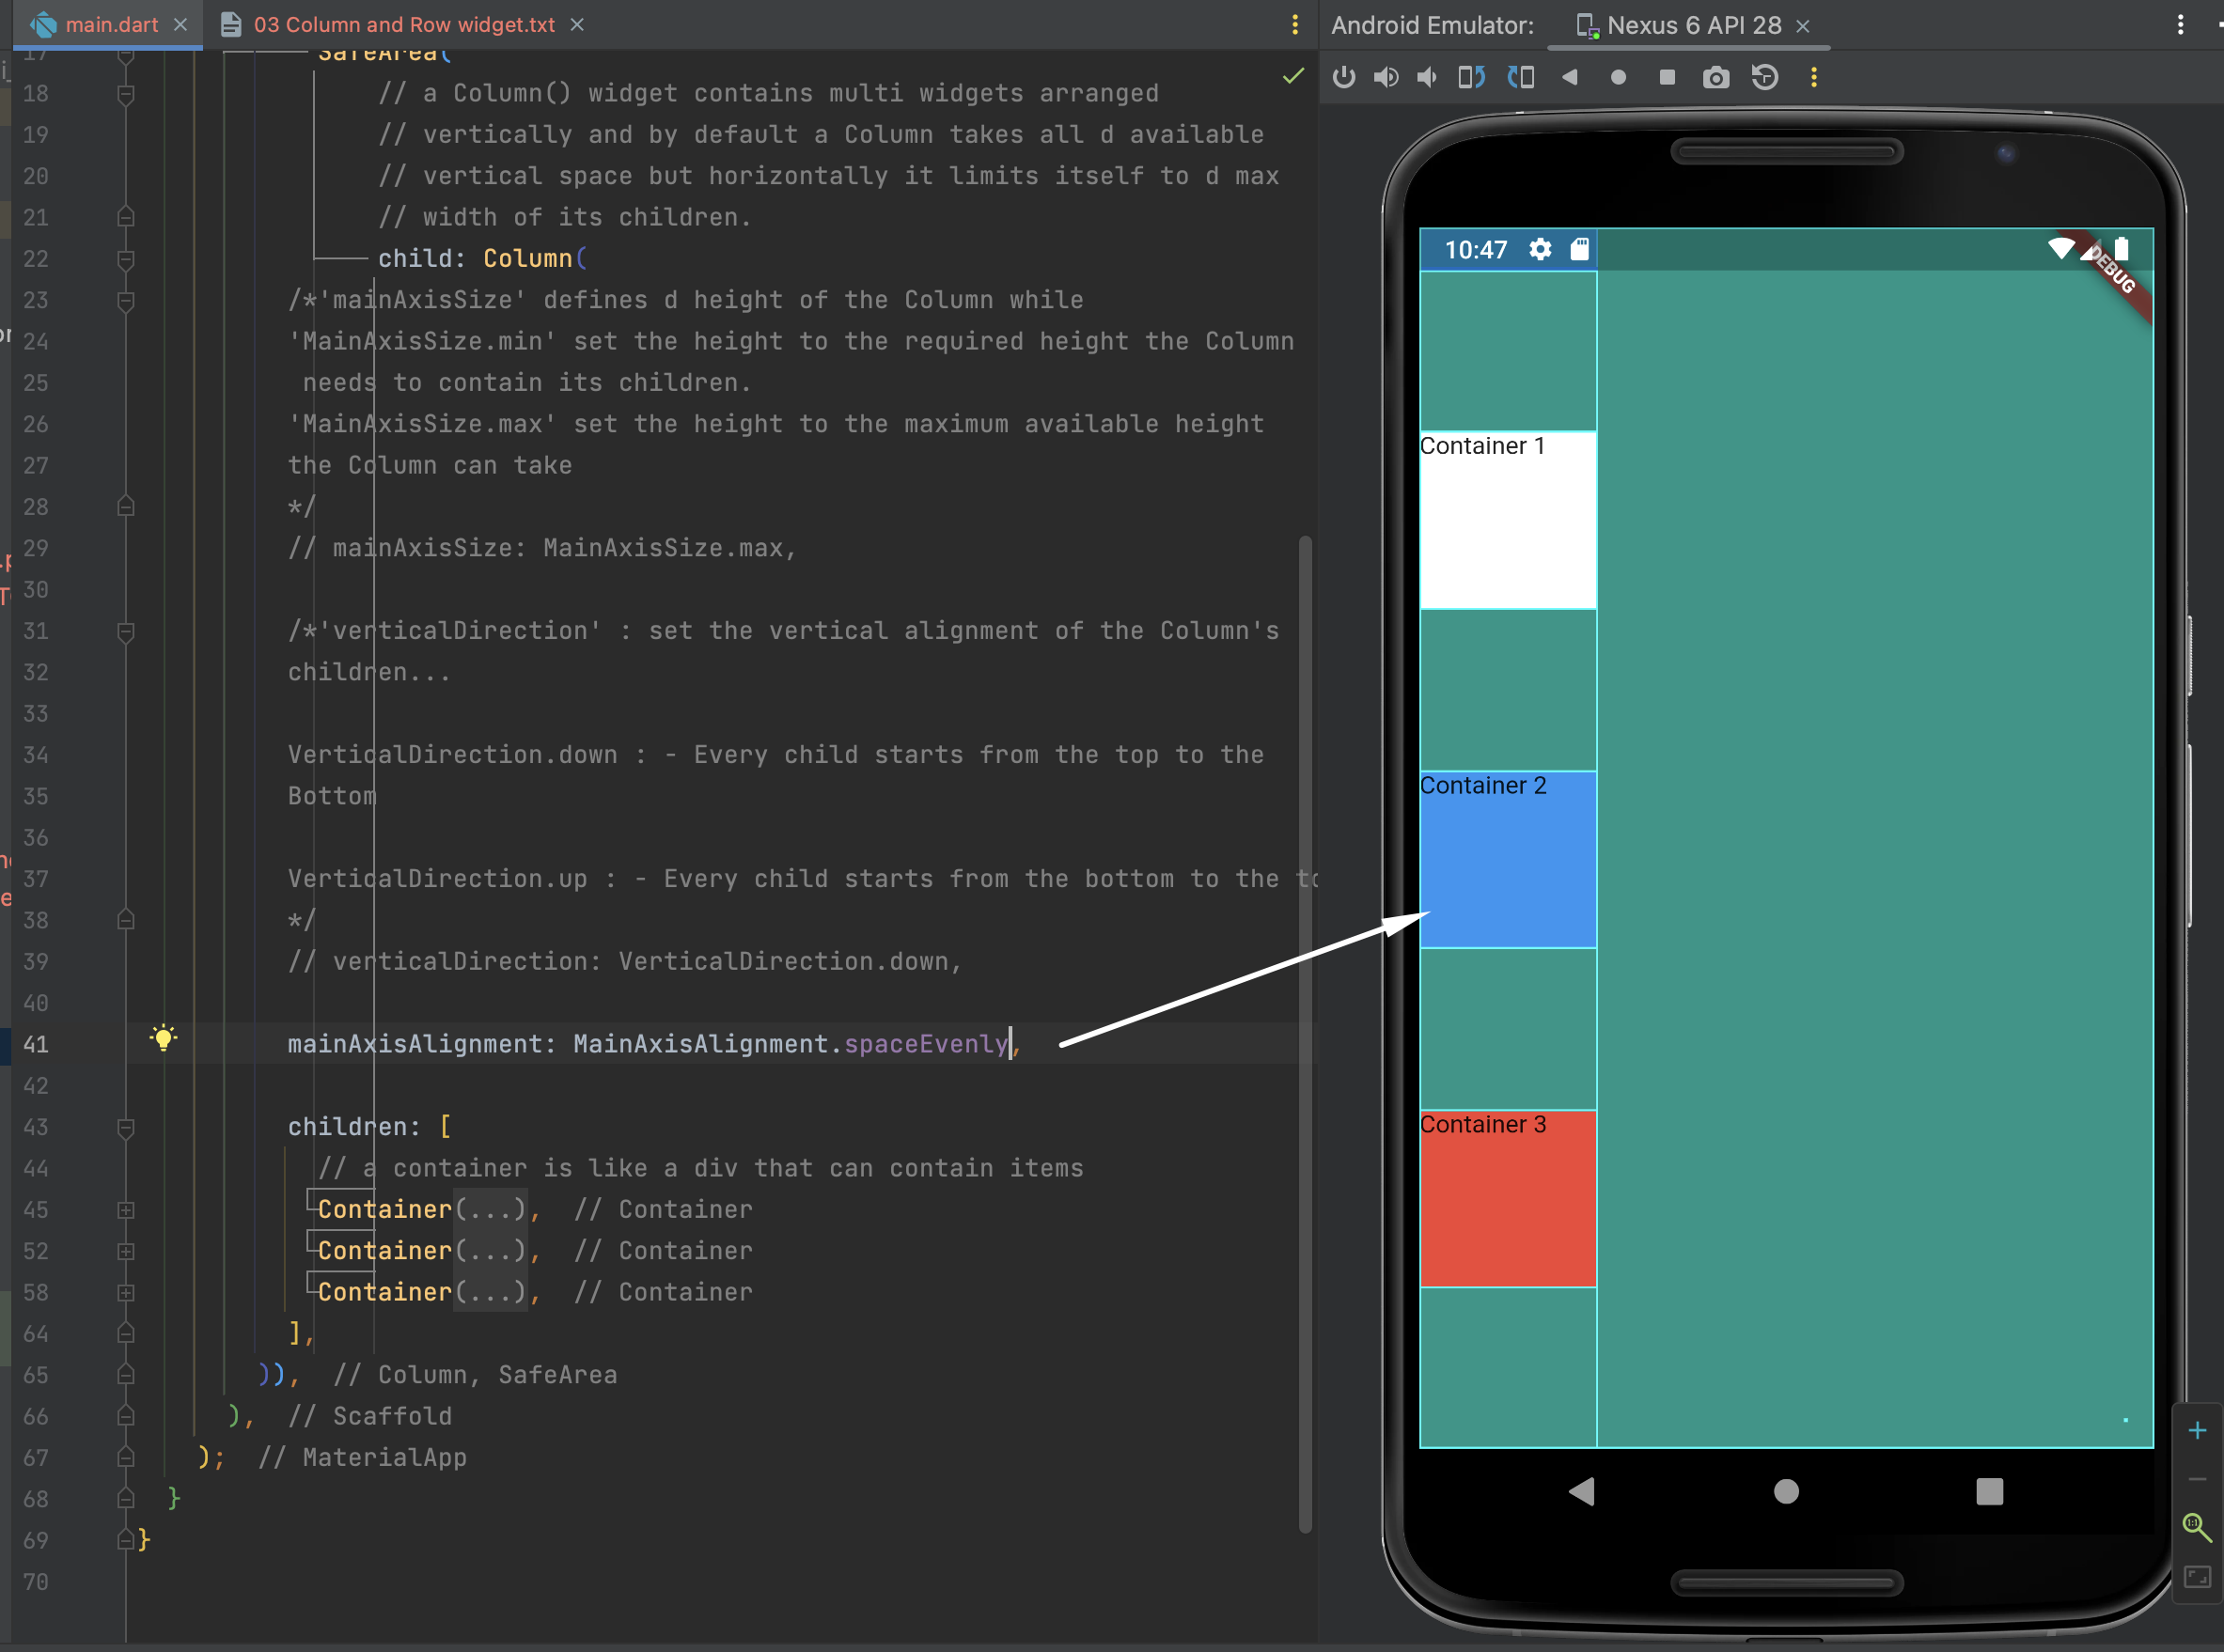 main.dart
03 Column and Row widget.txt
Android Emulator:
Nexus 6 API 28
17 SafeArea(
18 // a Column() widget contains multi widgets arranged
19 // vertically and by default a Column takes all d available
20 // vertical space but horizontally it limits itself to d max
21 // width of its children.
22 child: Column(
23 /*'mainAxisSize' defines d height of the Column while
24 'MainAxisSize.min' set the height to the required height the Column
25 needs to contain its children.
26 'MainAxisSize.max' set the height to the maximum available height
27 the Column can take
28 */
29 // mainAxisSize: MainAxisSize.max,
30
31 /*'verticalDirection' : set the vertical alignment of the Column's
32 children...
33
34 VerticalDirection.down : - Every child starts from the top to the
35 Bottom
36
37 VerticalDirection.up : - Every child starts from the bottom to the
38 */
39 // verticalDirection: VerticalDirection.down,
40
41 mainAxisAlignment: MainAxisAlignment.spaceEvenly,
42
43 children: [
44 // a container is like a div that can contain items
45 Container(...), // Container
52 Container(...), // Container
58 Container(...), // Container
64 ],
65 )), // Column, SafeArea
66 ), // Scaffold
67 ); // MaterialApp
68 }
69 }
70
10:47
DEBUG
Container 1
Container 2
Container 3
1:1